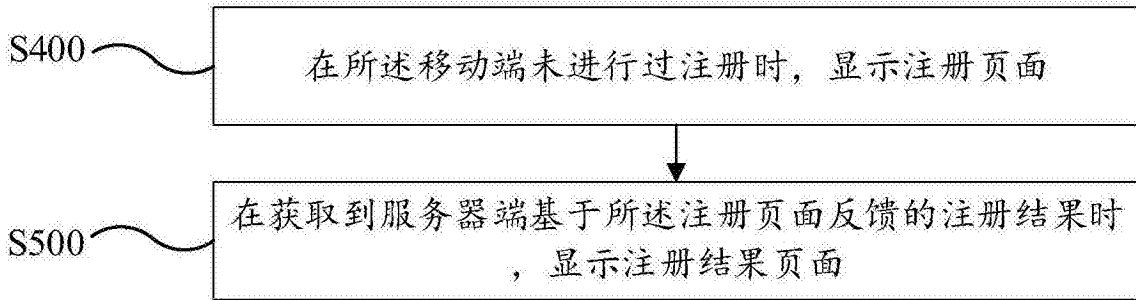 S400
在所述移动端未进行过注册时，显示注册页面
S500
在获取到服务器端基于所述注册页面反馈的注册结果时
，显示注册结果页面